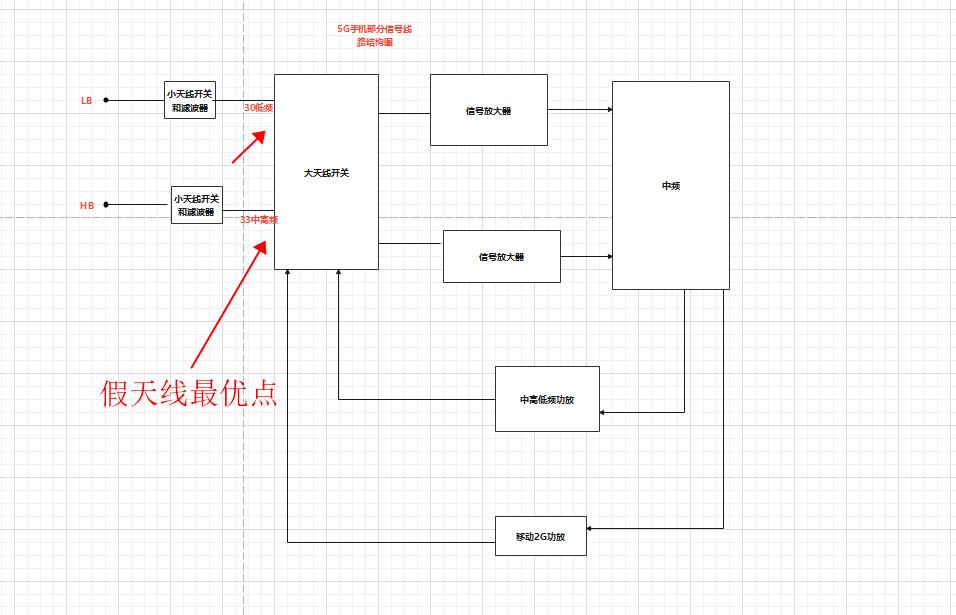 5G手机部分信号线
路结构图
LB
小天线开关
和滤波器
30低频
大天线开关
信号放大器
中频
HB
小天线开关
和滤波器
33中高频
信号放大器
假天线最优点
中高低频功放
移动2G功放